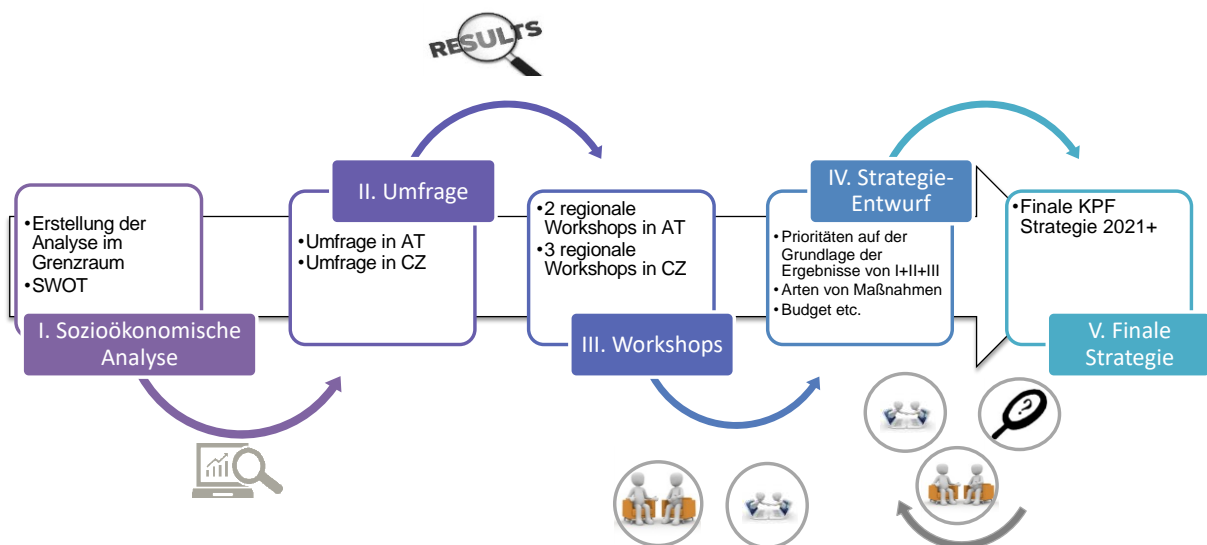 RESULTS
•Erstellung der
Analyse im
Grenzraum
•SWOT
I. Sozioökonomische
Analyse
II. Umfrage
•Umfrage in AT
•Umfrage in CZ
•2 regionale
Workshops in AT
•3 regionale
Workshops in CZ
III. Workshops
IV. Strategie-
Entwurf
•Prioritäten auf der
Grundlage der
Ergebnisse von I+II+III
•Arten von Maßnahmen
•Budget etc.
•Finale KPF
Strategie 2021+
V. Finale
Strategie
?